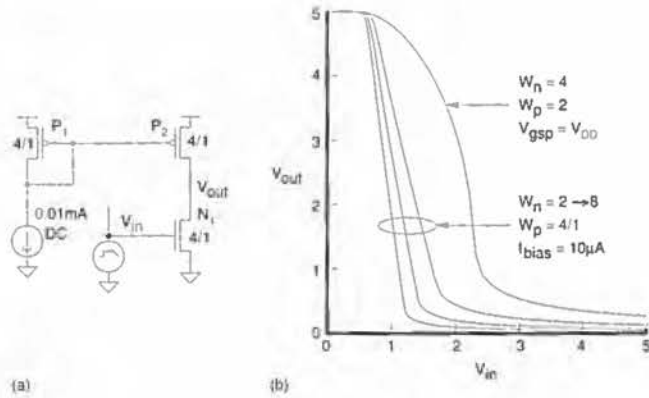 P1
P2
4/1
4/1
Vout
0.01mA
DC
Vin
N1
4/1
(a)
5
4
3
Vout
2
1
0
0
1
2
3
4
5
Vin
(b)
Wn = 4
Wp = 2
Vgsp = VDD
Wn = 2 → 8
Wp = 4/1
Ibias = 10µA